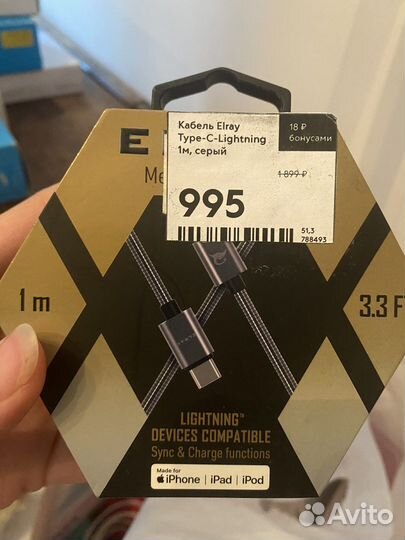 Кабель Elray
Type-C-Lightning
1м, серый
18 ₽
бонусами
1 899 ₽
995
51,3
788493
E
Me
1 m
3.3 F
LIGHTNING™
DEVICES COMPATIBLE
Sync & Charge functions
Made for
iPhone | iPad | iPod
Avito